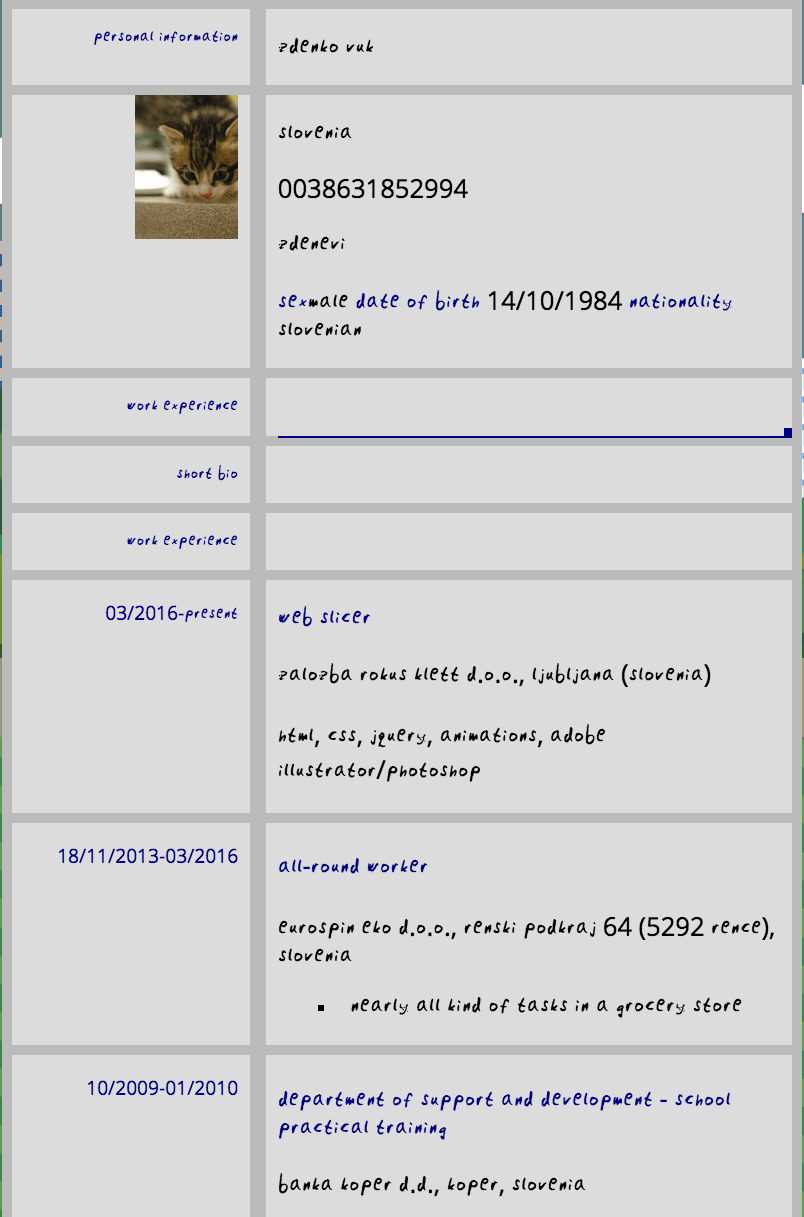 personal information
zdenko vuk
slovenia
0038631852994
zdenevi
sexmale date of birth 14/10/1984 nationality
slovenian
work experience
short bio
work experience
03/2016-present
web slicer
zalozba rokus klett d.o.o., ljubljana (slovenia)
html, css, jquery, animations, adobe
illustrator/photoshop
18/11/2013-03/2016
all-round worker
eurospin eko d.o.o., renski podkraj 64 (5292 rence),
slovenia
nearly all kind of tasks in a grocery store
10/2009-01/2010
department of support and development - school
practical training
banka koper d.d., koper, slovenia